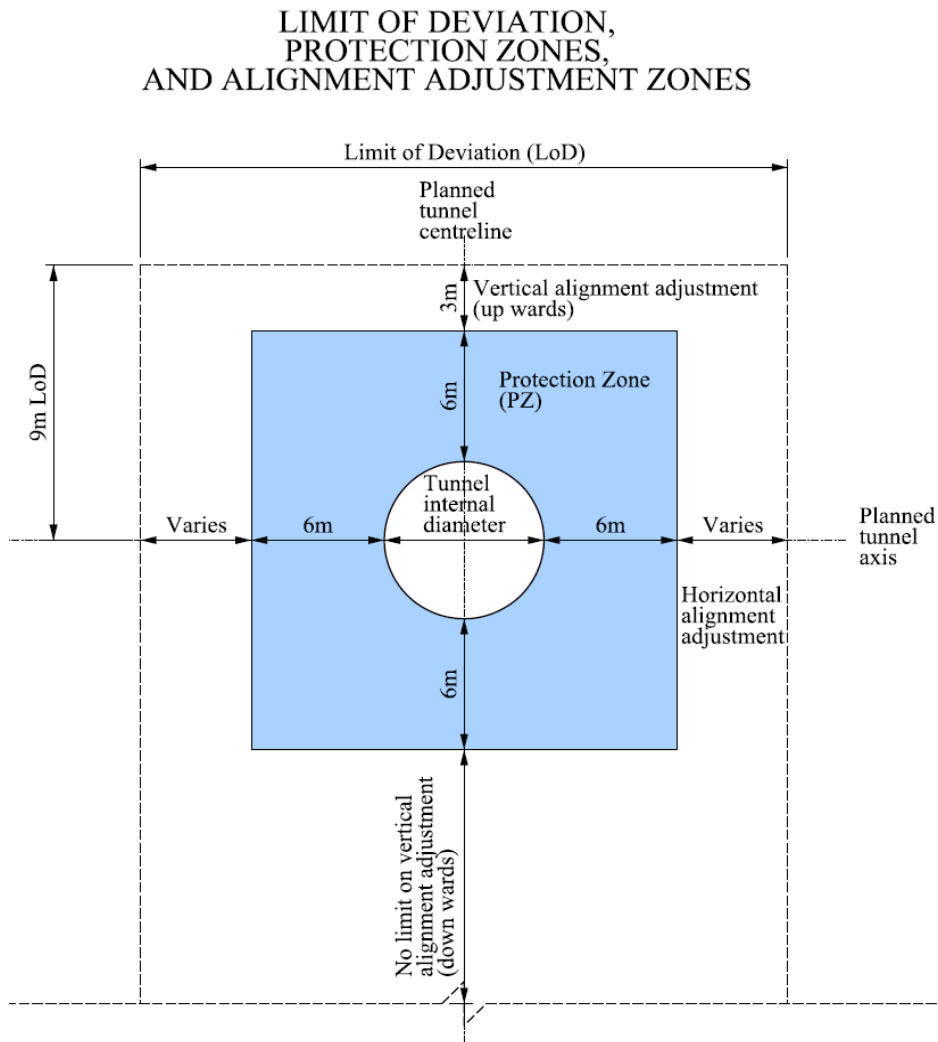 LIMIT OF DEVIATION,
PROTECTION ZONES,
AND ALIGNMENT ADJUSTMENT ZONES
Limit of Deviation (LoD)
Planned
tunnel
centreline
3m
Vertical alignment adjustment
(up wards)
9m LoD
6m
Protection Zone
(PZ)
Tunnel
internal
diameter
Varies
6m
6m
Varies
Planned
tunnel
axis
Horizontal
alignment
adjustment
6m
No limit on vertical
alignment adjustment
(down wards)